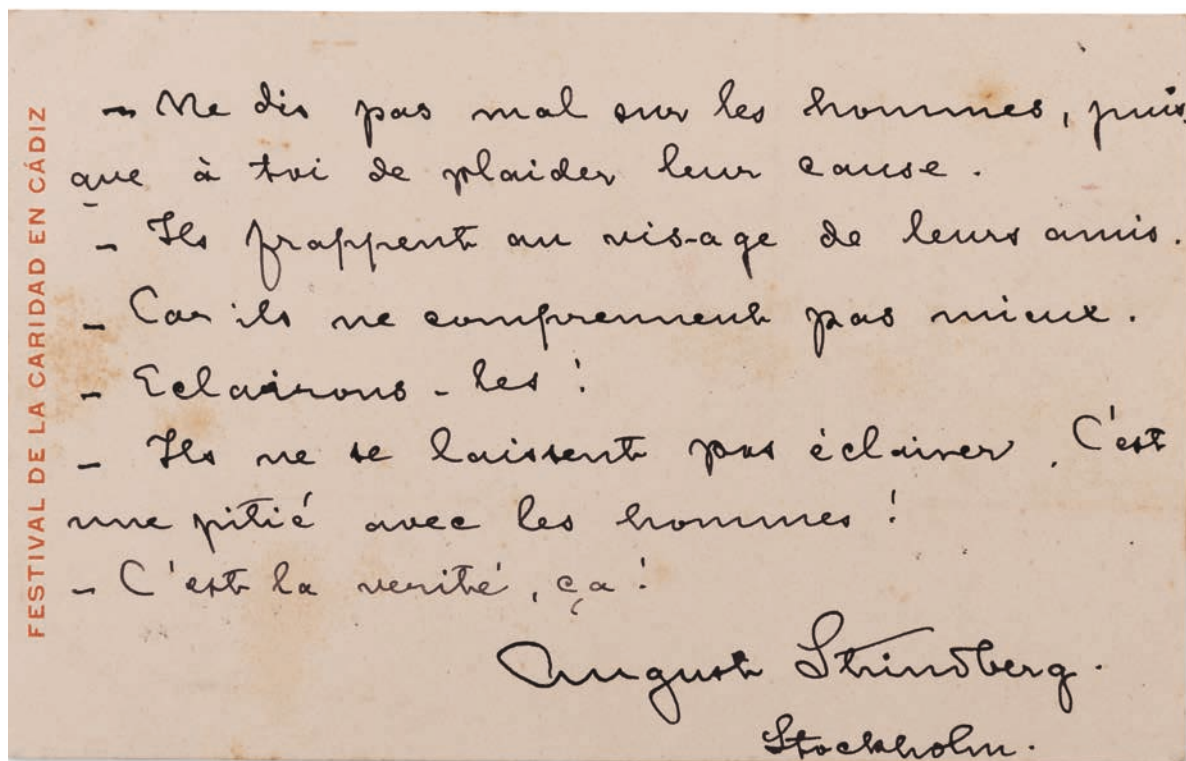 FESTIVAL DE LA CARIDAD EN CÁDIZ
- Ne dis pas mal sur les hommes, puis,
que à toi de plaider leur cause.
- Ils frappent au vis-age de leurs amis.
- Car ils ne comprennent pas mieux.
- Eclairons-les!
- Ils ne se laissent pas éclairer. C'est
une pitié avec les hommes!
- C'est la verité, ça!
August Strindberg.
Stockholm.